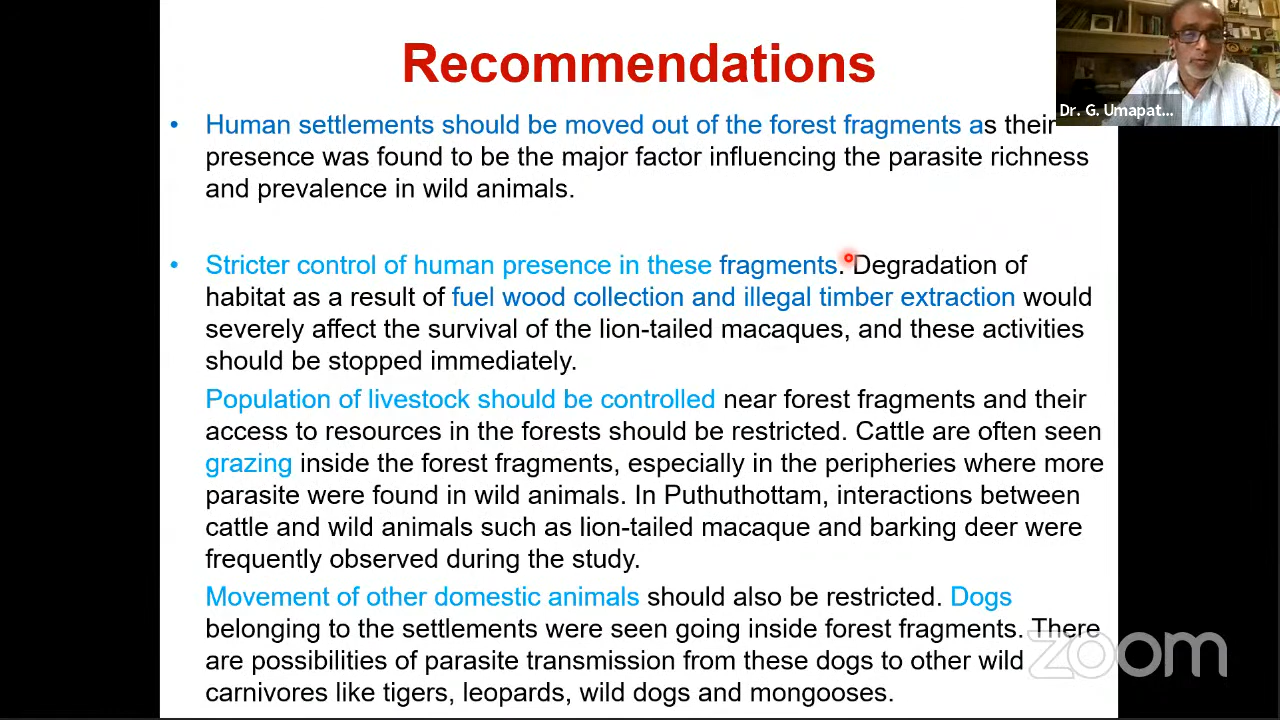 Recommendations
Dr. G. Umapat...
• Human settlements should be moved out of the forest fragments as their
presence was found to be the major factor influencing the parasite richness
and prevalence in wild animals.
• Stricter control of human presence in these fragments. Degradation of
habitat as a result of fuel wood collection and illegal timber extraction would
severely affect the survival of the lion-tailed macaques, and these activities
should be stopped immediately.
Population of livestock should be controlled near forest fragments and their
access to resources in the forests should be restricted. Cattle are often seen
grazing inside the forest fragments, especially in the peripheries where more
parasite were found in wild animals. In Puthuthottam, interactions between
cattle and wild animals such as lion-tailed macaque and barking deer were
frequently observed during the study.
Movement of other domestic animals should also be restricted. Dogs
belonging to the settlements were seen going inside forest fragments. There
are possibilities of parasite transmission from these dogs to other wild
carnivores like tigers, leopards, wild dogs and mongooses.
zoom